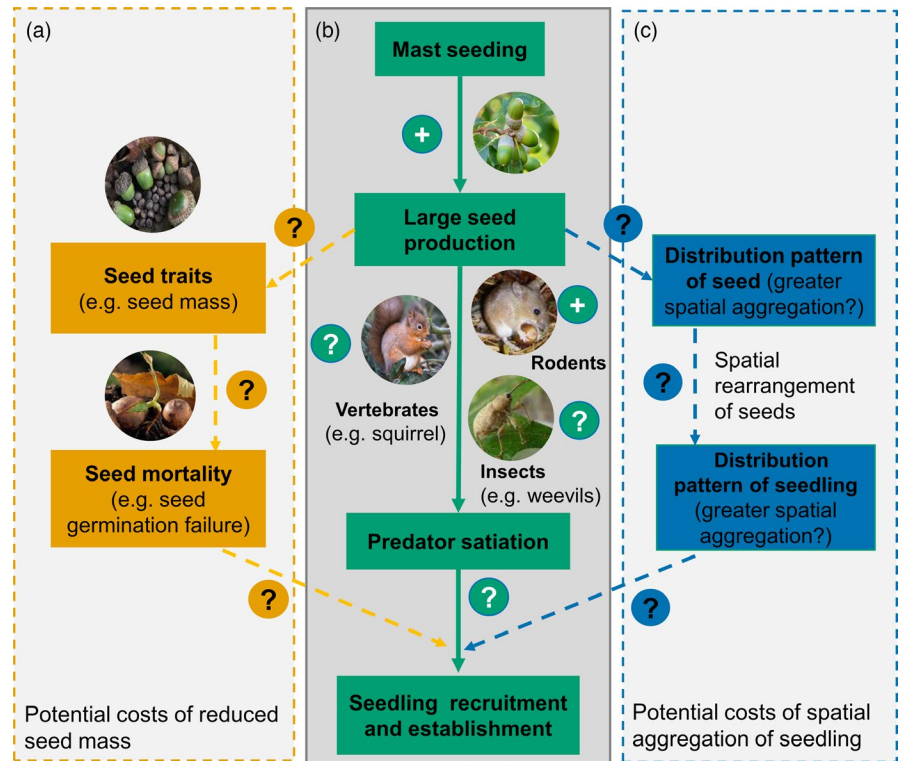 (a)
?
Seed traits
(e.g. seed mass)
?
Seed mortality
(e.g. seed
germination failure)
?
Potential costs of reduced
seed mass
(b)
Mast seeding
+
Large seed
production
?
Vertebrates
(e.g. squirrel)
+
Rodents
?
Insects
(e.g. weevils)
Predator satiation
?
Seedling recruitment
and establishment
(c)
?
Distribution pattern
of seed (greater
spatial aggregation?)
?
Spatial
rearrangement
of seeds
Distribution
pattern of seedling
(greater spatial
aggregation?)
?
Potential costs of spatial
aggregation of seedling